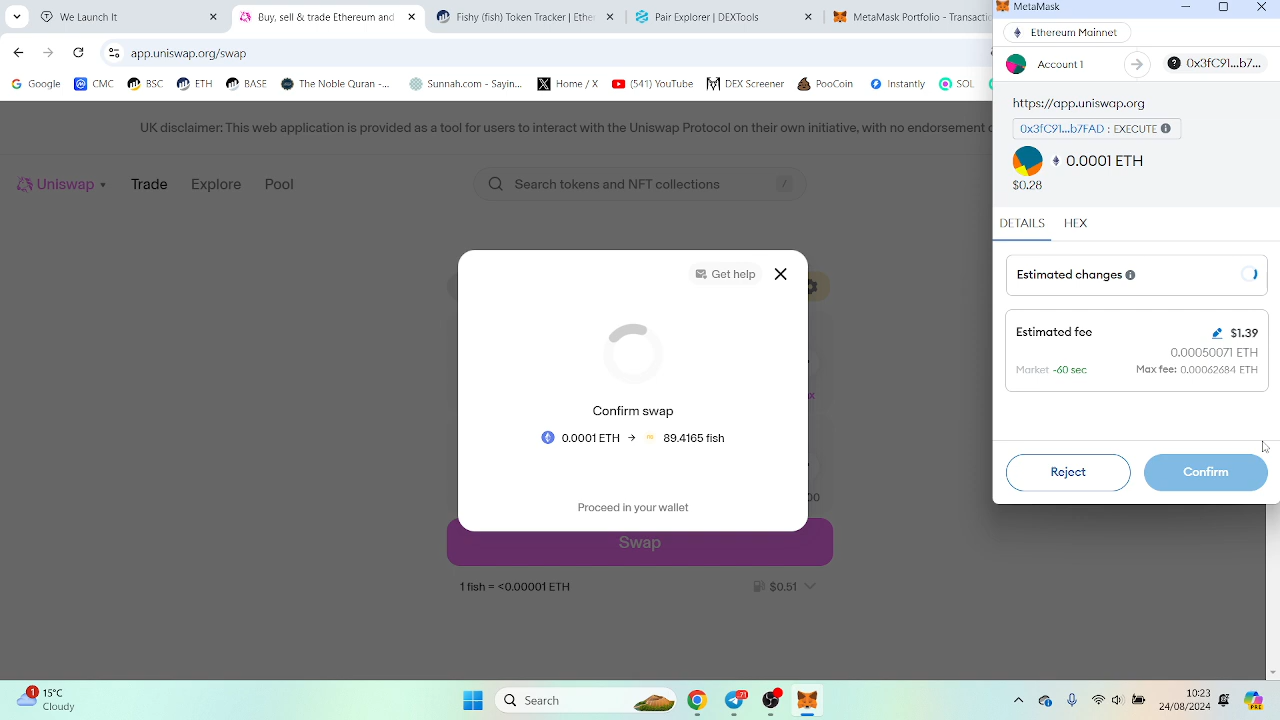 We Launch It
Buy, sell & trade Ethereum and
Fishy (fish) Token Tracker | Ether
Pair Explorer | DEXTools
MetaMask Portfolio - Transactic
app.uniswap.org/swap
Google
CMC
BSC
ETH
BASE
The Noble Quran -...
Sunnah.com - Sayin...
Home / X
(541) YouTube
DEX Screener
PooCoin
Instantly
SOL
UK disclaimer: This web application is provided as a tool for users to interact with the Uniswap Protocol on their own initiative, with no endorsement
Uniswap
Trade
Explore
Pool
Search tokens and NFT collections
/
Get help
Confirm swap
0.0001 ETH → 89.4165 fish
Proceed in your wallet
Swap
1 fish = <0.00001 ETH
$0.51
MetaMask
Ethereum Mainnet
Account 1
0x3fC91...b7...
https://app.uniswap.org
0x3fC91...b7FAD : EXECUTE
0.0001 ETH
$0.28
DETAILS
HEX
Estimated changes
Estimated fee
$1.39
0.00050071 ETH
Market ~60 sec
Max fee: 0.00062684 ETH
Reject
Confirm
1
15°C
Cloudy
Search
71
10:23
24/08/2024
PRE